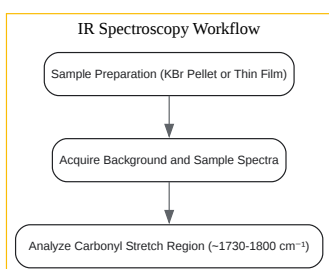 IR Spectroscopy Workflow
Sample Preparation (KBr Pellet or Thin Film)
Acquire Background and Sample Spectra
Analyze Carbonyl Stretch Region (~1730-1800 cm⁻¹)